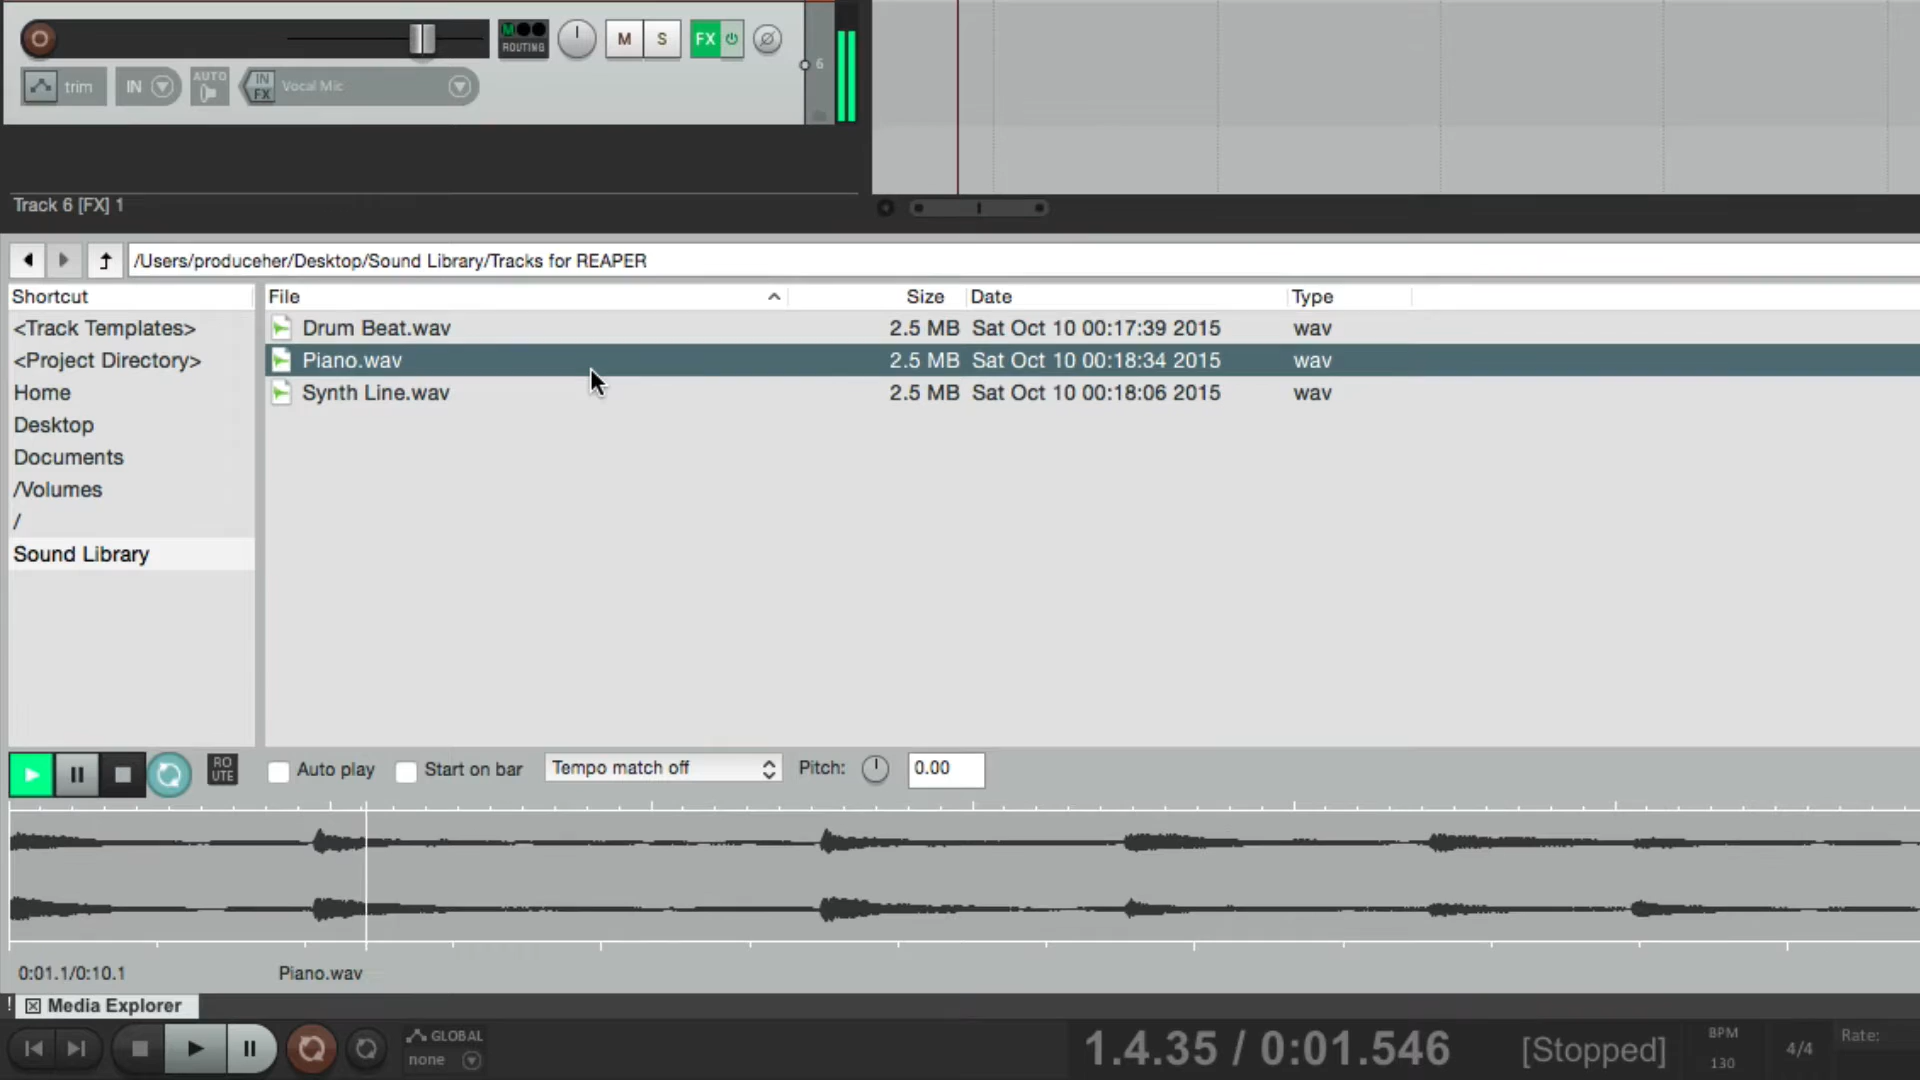 ROUTING
M
S
FX
6
trim
IN
AUTO
IN FX
Vocal Mic
Track 6 [FX] 1
/Users/produceher/Desktop/Sound Library/Tracks for REAPER
Shortcut
File
Size
Date
Type
<Track Templates>
Drum Beat.wav
2.5 MB
Sat Oct 10 00:17:39 2015
wav
<Project Directory>
Piano.wav
2.5 MB
Sat Oct 10 00:18:34 2015
wav
Home
Synth Line.wav
2.5 MB
Sat Oct 10 00:18:06 2015
wav
Desktop
Documents
/Volumes
/
Sound Library
RO
UTE
Auto play
Start on bar
Tempo match off
Pitch:
0.00
0:01.1/0:10.1
Piano.wav
!
Media Explorer
GLOBAL
none
1.4.35 / 0:01.546
[Stopped]
BPM
130
4/4
Rate: